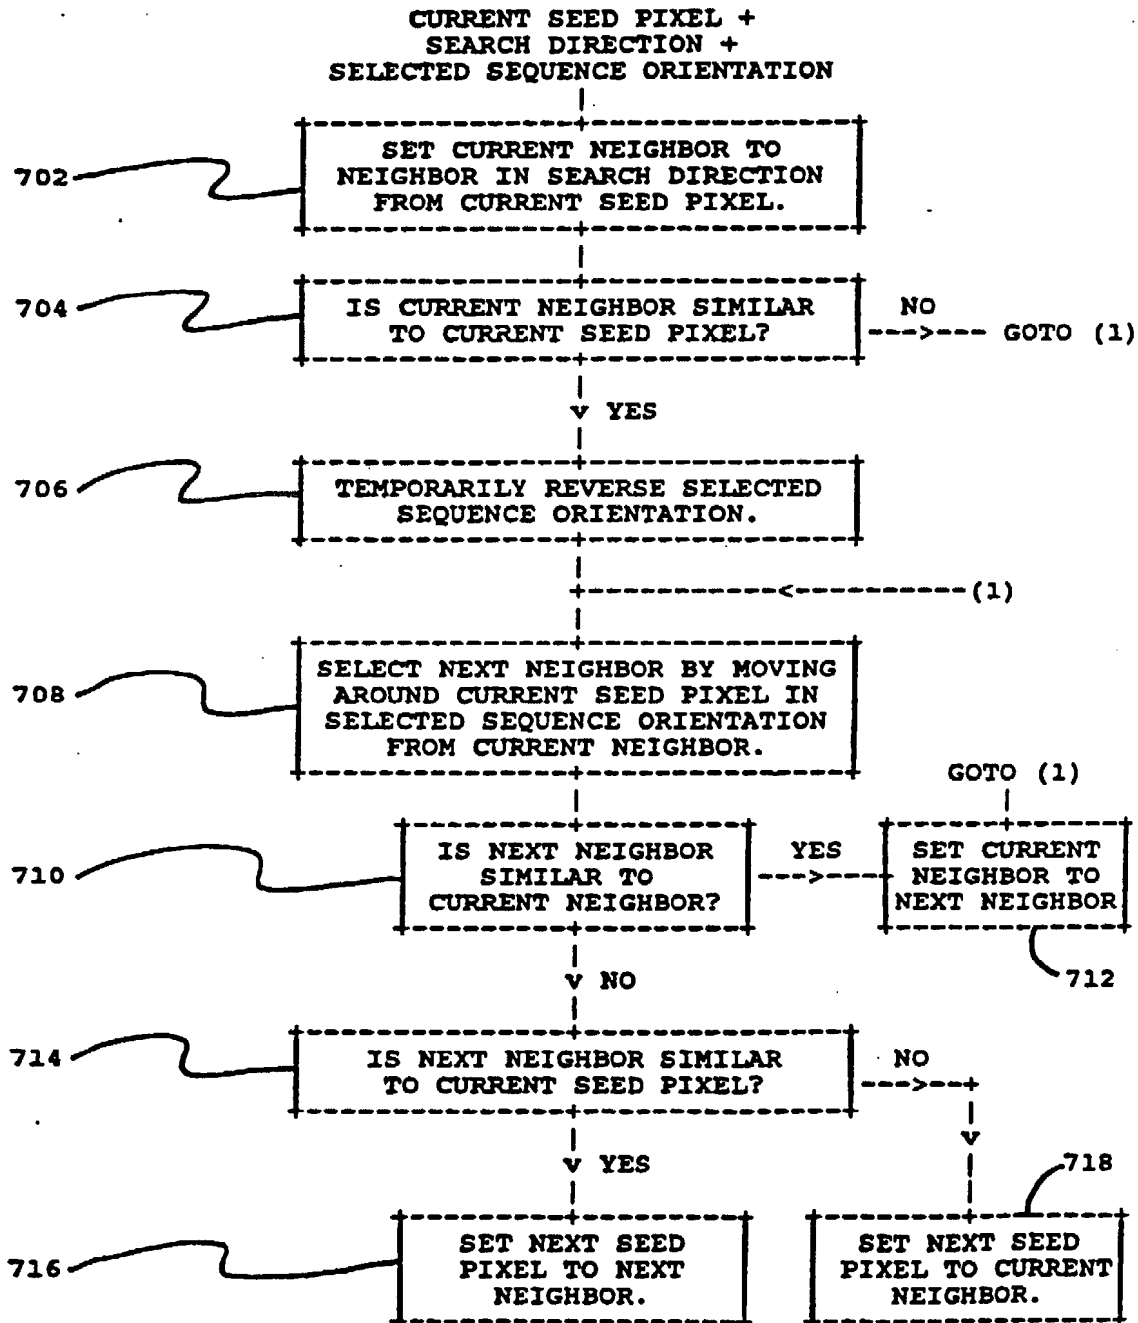 CURRENT SEED PIXEL +
SEARCH DIRECTION +
SELECTED SEQUENCE ORIENTATION
702
SET CURRENT NEIGHBOR TO
NEIGHBOR IN SEARCH DIRECTION
FROM CURRENT SEED PIXEL.
704
IS CURRENT NEIGHBOR SIMILAR
TO CURRENT SEED PIXEL?
NO
GOTO (1)
YES
706
TEMPORARILY REVERSE SELECTED
SEQUENCE ORIENTATION.
(1)
708
SELECT NEXT NEIGHBOR BY MOVING
AROUND CURRENT SEED PIXEL IN
SELECTED SEQUENCE ORIENTATION
FROM CURRENT NEIGHBOR.
GOTO (1)
710
IS NEXT NEIGHBOR
SIMILAR TO
CURRENT NEIGHBOR?
YES
SET CURRENT
NEIGHBOR TO
NEXT NEIGHBOR
712
NO
714
IS NEXT NEIGHBOR SIMILAR
TO CURRENT SEED PIXEL?
NO
YES
718
716
SET NEXT SEED
PIXEL TO NEXT
NEIGHBOR.
SET NEXT SEED
PIXEL TO CURRENT
NEIGHBOR.